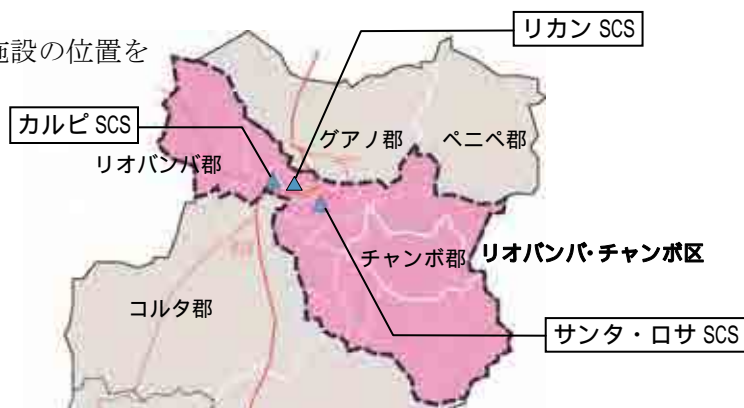 リカン SCS
施設の位置を
カルピ SCS
グアノ郡
ペニペ郡
リオバンバ郡
チャンボ郡
リオバンバ・チャンボ区
コルタ郡
サンタ・ロサ SCS